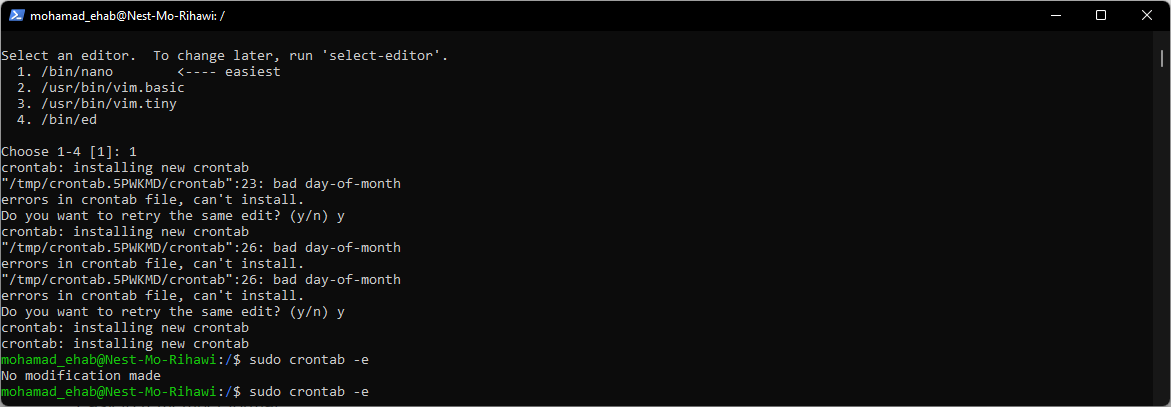 mohamad_ehab@Nest-Mo-Rihawi: /
Select an editor.  To change later, run 'select-editor'.
  1. /bin/nano        <---- easiest
  2. /usr/bin/vim.basic
  3. /usr/bin/vim.tiny
  4. /bin/ed
Choose 1-4 [1]: 1
crontab: installing new crontab
"/tmp/crontab.5PWKMD/crontab":23: bad day-of-month
errors in crontab file, can't install.
Do you want to retry the same edit? (y/n) y
crontab: installing new crontab
"/tmp/crontab.5PWKMD/crontab":26: bad day-of-month
errors in crontab file, can't install.
"/tmp/crontab.5PWKMD/crontab":26: bad day-of-month
errors in crontab file, can't install.
Do you want to retry the same edit? (y/n) y
crontab: installing new crontab
crontab: installing new crontab
mohamad_ehab@Nest-Mo-Rihawi:/$ sudo crontab -e
No modification made
mohamad_ehab@Nest-Mo-Rihawi:/$ sudo crontab -e